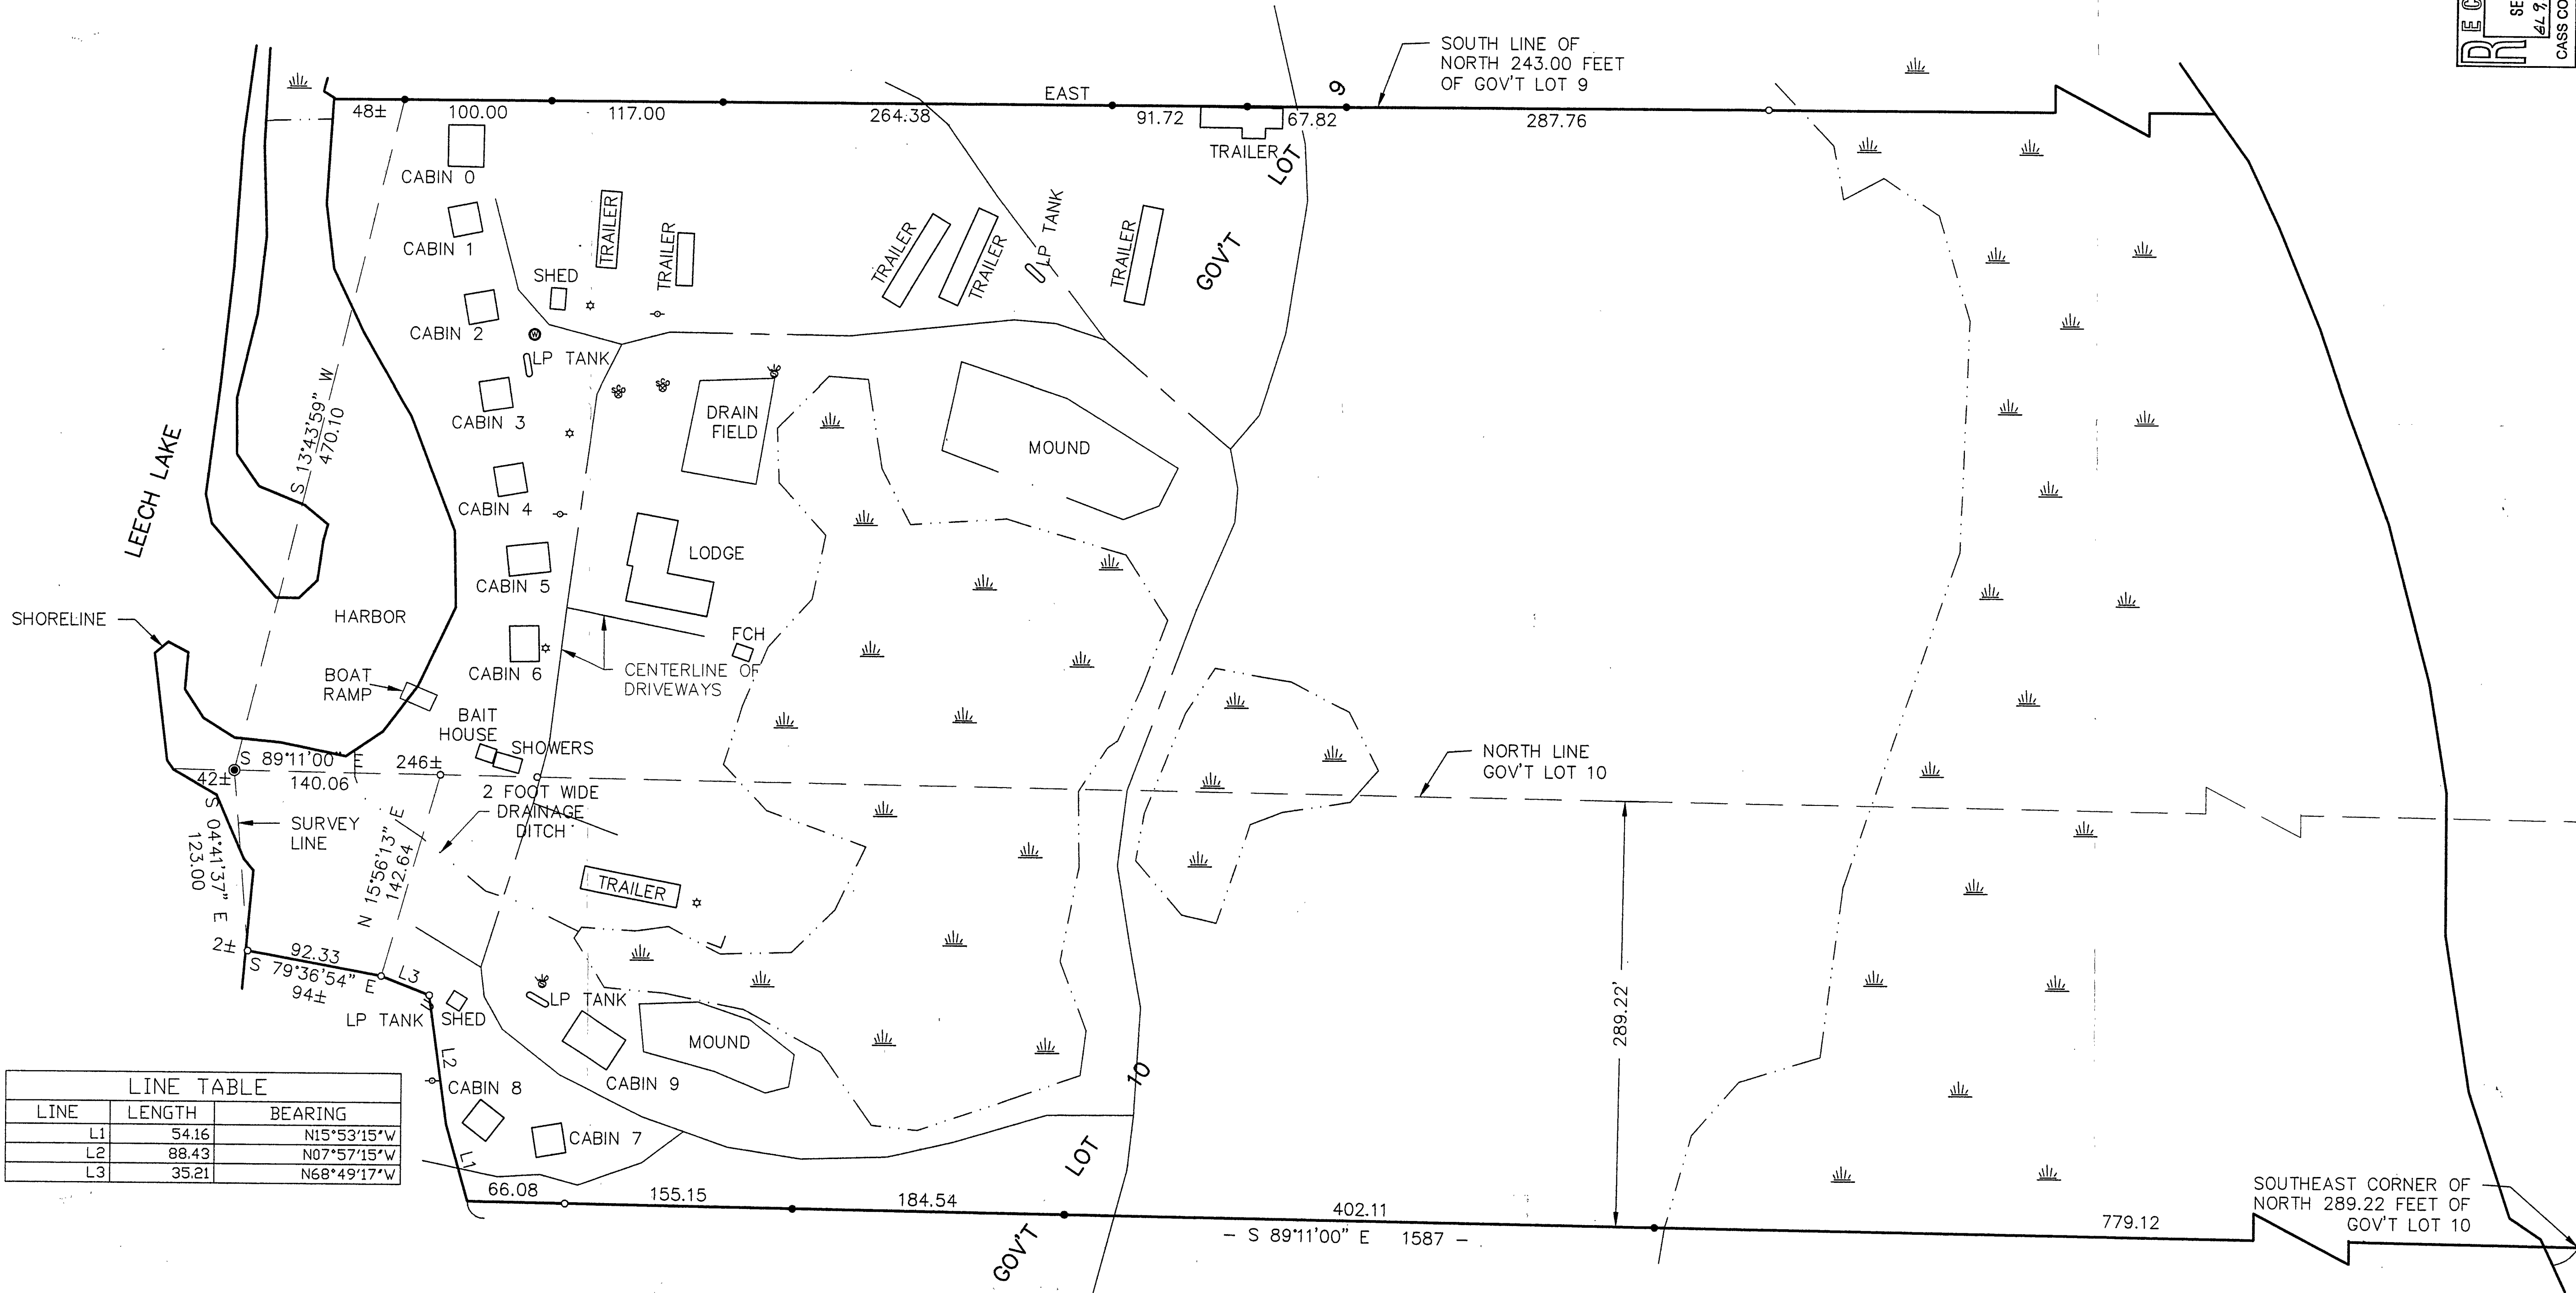 SOUTH LINE OF
NORTH 243.00 FEET
OF GOV'T LOT 9
R E C
SE
GL 9,
CASS CO
EAST
48±
100.00
117.00
264.38
91.72
67.82
287.76
TRAILER
GOV'T LOT 9
CABIN 0
CABIN 1
CABIN 2
CABIN 3
CABIN 4
CABIN 5
CABIN 6
SHED
TRAILER
TRAILER
TRAILER
TRAILER
LP TANK
TRAILER
W
LP TANK
DRAIN
FIELD
MOUND
LODGE
S 13°43'59" W
470.10
LEECH LAKE
SHORELINE
HARBOR
BOAT
RAMP
FCH
CENTERLINE OF
DRIVEWAYS
BAIT
HOUSE
SHOWERS
S 89°11'00" E
140.06
246±
42±
2 FOOT WIDE
DRAINAGE
DITCH
SURVEY
LINE
S 04°41'37" E
123.00
N 15°56'13" E
142.64
NORTH LINE
GOV'T LOT 10
289.22'
TRAILER
2±
92.33
S 79°36'54" E
94±
L3
LP TANK
SHED
LP TANK
MOUND
CABIN 9
L2
CABIN 8
CABIN 7
L1
LINE TABLE
LINE LENGTH BEARING
L1 54.16 N15°53'15"W
L2 88.43 N07°57'15"W
L3 35.21 N68°49'17"W
66.08
155.15
184.54
402.11
779.12
- S 89°11'00" E 1587 -
GOV'T LOT 10
SOUTHEAST CORNER OF
NORTH 289.22 FEET OF
GOV'T LOT 10